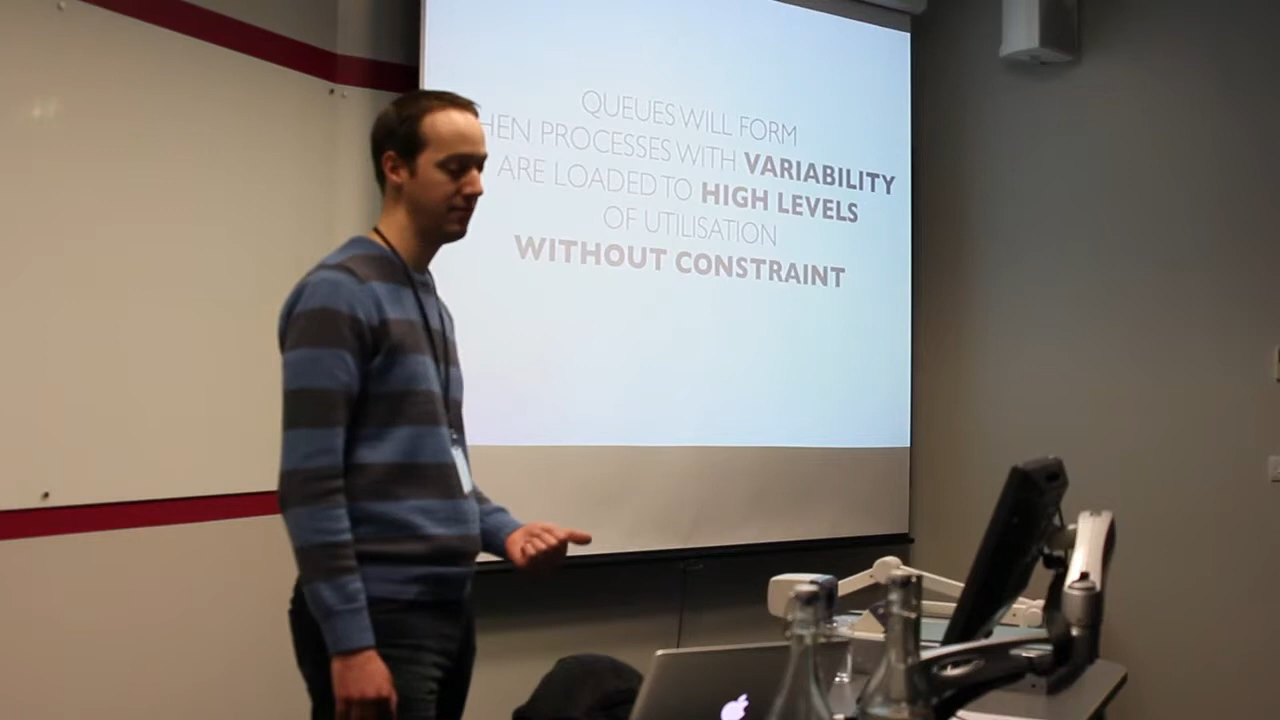 QUEUES WILL FORM
HEN PROCESSES WITH VARIABILITY
ARE LOADED TO HIGH LEVELS
OF UTILISATION
WITHOUT CONSTRAINT